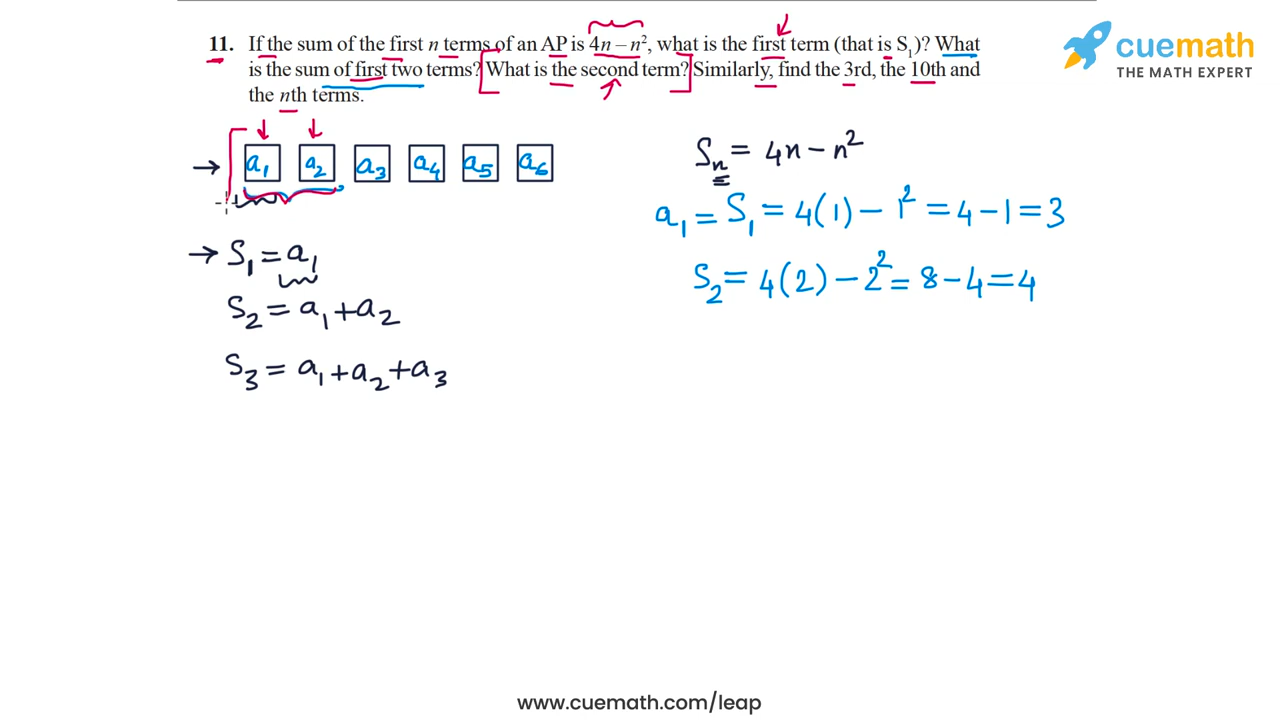 11. If the sum of the first n terms of an AP is 4n – n², what is the first term (that is S₁)? What
is the sum of first two terms? What is the second term? Similarly, find the 3rd, the 10th and
the nth terms.
cuemath
THE MATH EXPERT
→ a₁ a₂ a₃ a₄ a₅ a₆
Sₙ = 4n – n²
a₁ = S₁ = 4(1) – 1² = 4 – 1 = 3
→ S₁ = a₁
S₂ = 4(2) – 2² = 8 – 4 = 4
S₂ = a₁ + a₂
S₃ = a₁ + a₂ + a₃
www.cuemath.com/leap